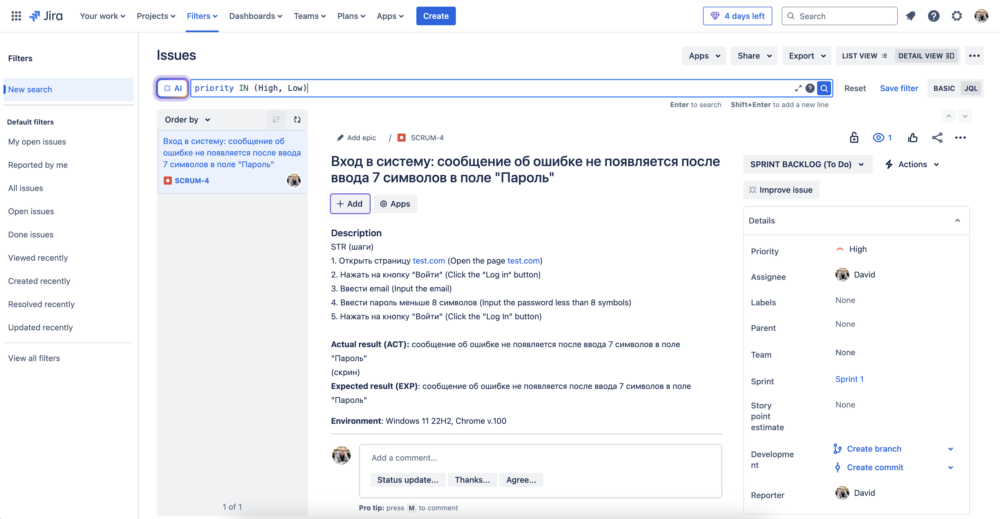 Jira
Your work
Projects
Filters
Dashboards
Teams
Plans
Apps
Create
4 days left
Search
Filters
New search
Default filters
My open issues
Reported by me
All issues
Open issues
Done issues
Viewed recently
Created recently
Resolved recently
Updated recently
View all filters
Issues
Apps
Share
Export
LIST VIEW
DETAIL VIEW
AI
priority IN (High, Low)
Reset
Save filter
BASIC
JQL
Enter to search Shift+Enter to add a new line
Order by
Вход в систему: сообщение об
ошибке не появляется после ввода
7 символов в поле "Пароль"
SCRUM-4
1 of 1
Add epic / SCRUM-4
1
Вход в систему: сообщение об ошибке не появляется после
ввода 7 символов в поле "Пароль"
Add
Apps
Description
STR (шаги)
1. Открыть страницу test.com (Open the page test.com)
2. Нажать на кнопку “Войти“ (Click the “Log in“ button)
3. Ввести email (Input the email)
4. Ввести пароль меньше 8 символов (Input the password less than 8 symbols)
5. Нажать на кнопку "Войти" (Click the "Log In" button)
Actual result (ACT): сообщение об ошибке не появляется после ввода 7 символов в поле
"Пароль"
(скрин)
Expected result (EXP): сообщение об ошибке не появляется после ввода 7 символов в поле
"Пароль"
Environment: Windows 11 22H2, Chrome v.100
Add a comment...
Status update...
Thanks...
Agree...
Pro tip: press M to comment
SPRINT BACKLOG (To Do)
Actions
Improve issue
Details
Priority
High
Assignee
David
Labels
None
Parent
None
Team
None
Sprint
Sprint 1
Story
point
estimate
None
Developme
nt
Create branch
Create commit
Reporter
David